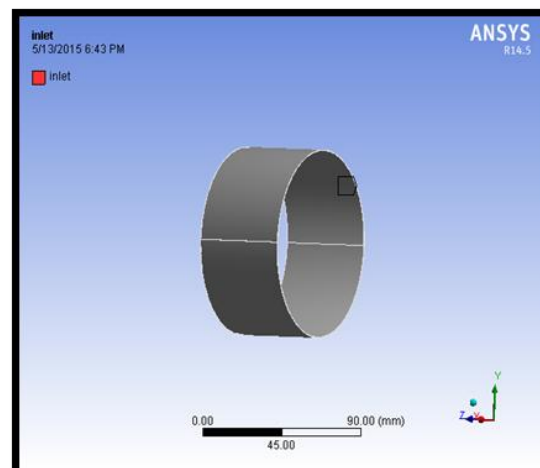 inlet
5/13/2015 6:43 PM
inlet
ANSYS
R14.5
0.00
90.00 (mm)
45.00
Y
Z
X